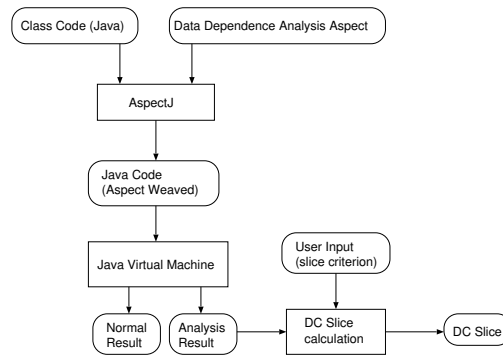 Class Code (Java)
Data Dependence Analysis Aspect
AspectJ
Java Code
(Aspect Weaved)
Java Virtual Machine
User Input
(slice criterion)
Normal
Result
Analysis
Result
DC Slice
calculation
DC Slice